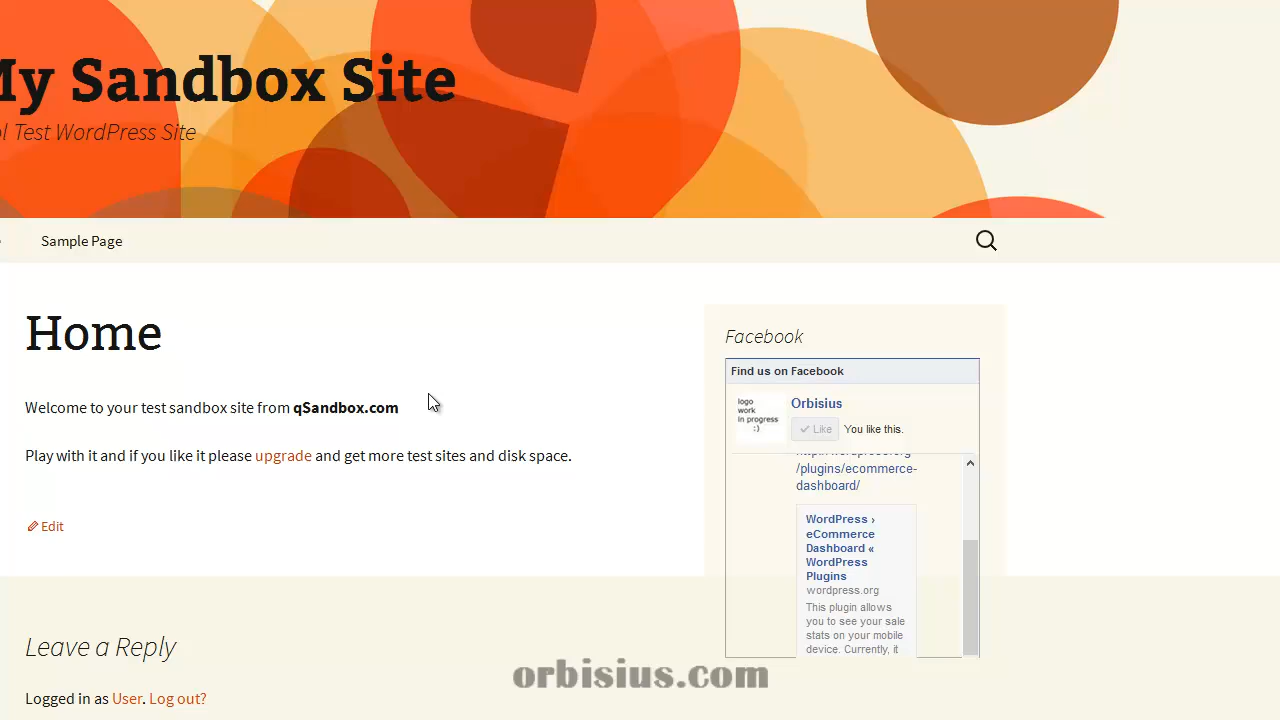 My Sandbox Site
l Test WordPress Site
Sample Page
Home
Welcome to your test sandbox site from qSandbox.com
Play with it and if you like it please upgrade and get more test sites and disk space.
Edit
Facebook
Find us on Facebook
logo
work
in progress
:)
Orbisius
Like You like this.
/plugins/ecommerce-
dashboard/
WordPress ›
eCommerce
Dashboard «
WordPress
Plugins
wordpress.org
This plugin allows
you to see your sale
stats on your mobile
device. Currently, it
Leave a Reply
Logged in as User. Log out?
orbisius.com